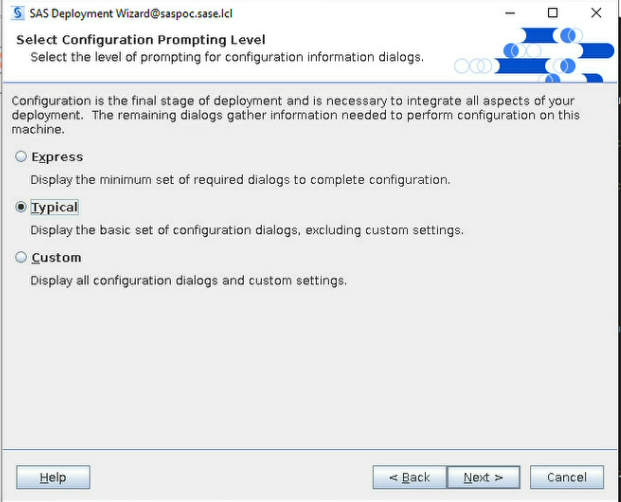 SAS Deployment Wizard@saspoc.sase.lcl
Select Configuration Prompting Level
Select the level of prompting for configuration information dialogs.
Configuration is the final stage of deployment and is necessary to integrate all aspects of your
deployment. The remaining dialogs gather information needed to perform configuration on this
machine.
Express
Display the minimum set of required dialogs to complete configuration.
Typical
Display the basic set of configuration dialogs, excluding custom settings.
Custom
Display all configuration dialogs and custom settings.
Help
< Back
Next >
Cancel